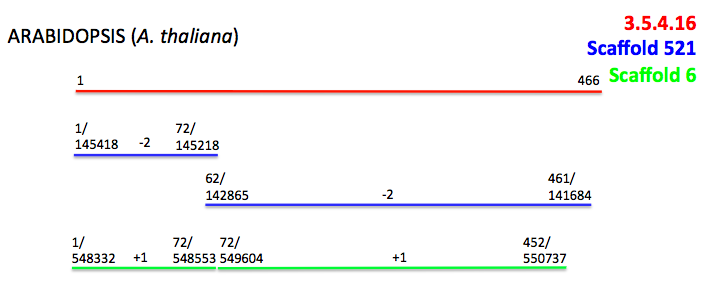 3.5.4.16
ARABIDOPSIS (A. thaliana)
Scaffold 521
Scaffold 6
1 466
1/ 72/
145418 -2 145218
62/ 461/
142865 -2 141684
1/ 72/ 72/ 452/
548332 +1 548553 549604 +1 550737